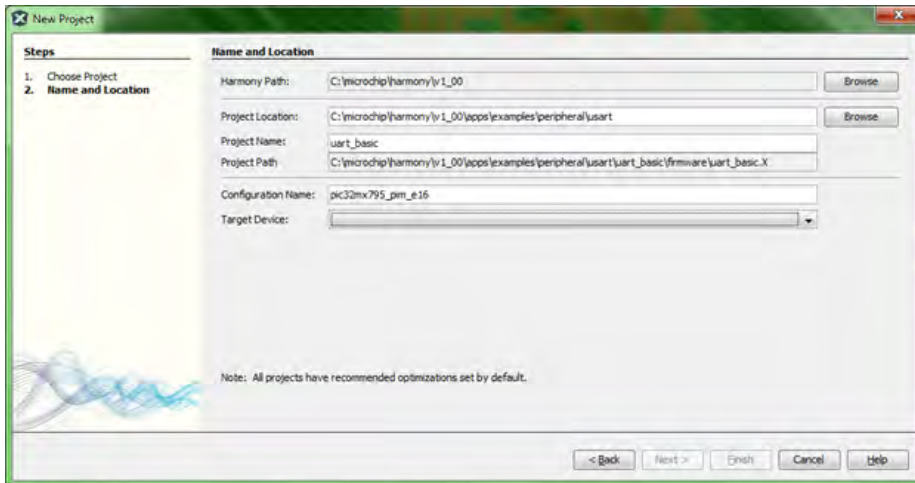 New Project
Steps
1. Choose Project
2. Name and Location
Name and Location
Harmony Path: C:\microchip\harmony\v1_00 Browse
Project Location: C:\microchip\harmony\v1_00\apps\examples\peripheral\usart Browse
Project Name: uart_basic
Project Path C:\microchip\harmony\v1_00\apps\examples\peripheral\usart\uart_basic\firmware\uart_basic.X
Configuration Name: pic32mx795_pim_e16
Target Device:
Note: All projects have recommended optimizations set by default.
< Back Next > Finish Cancel Help